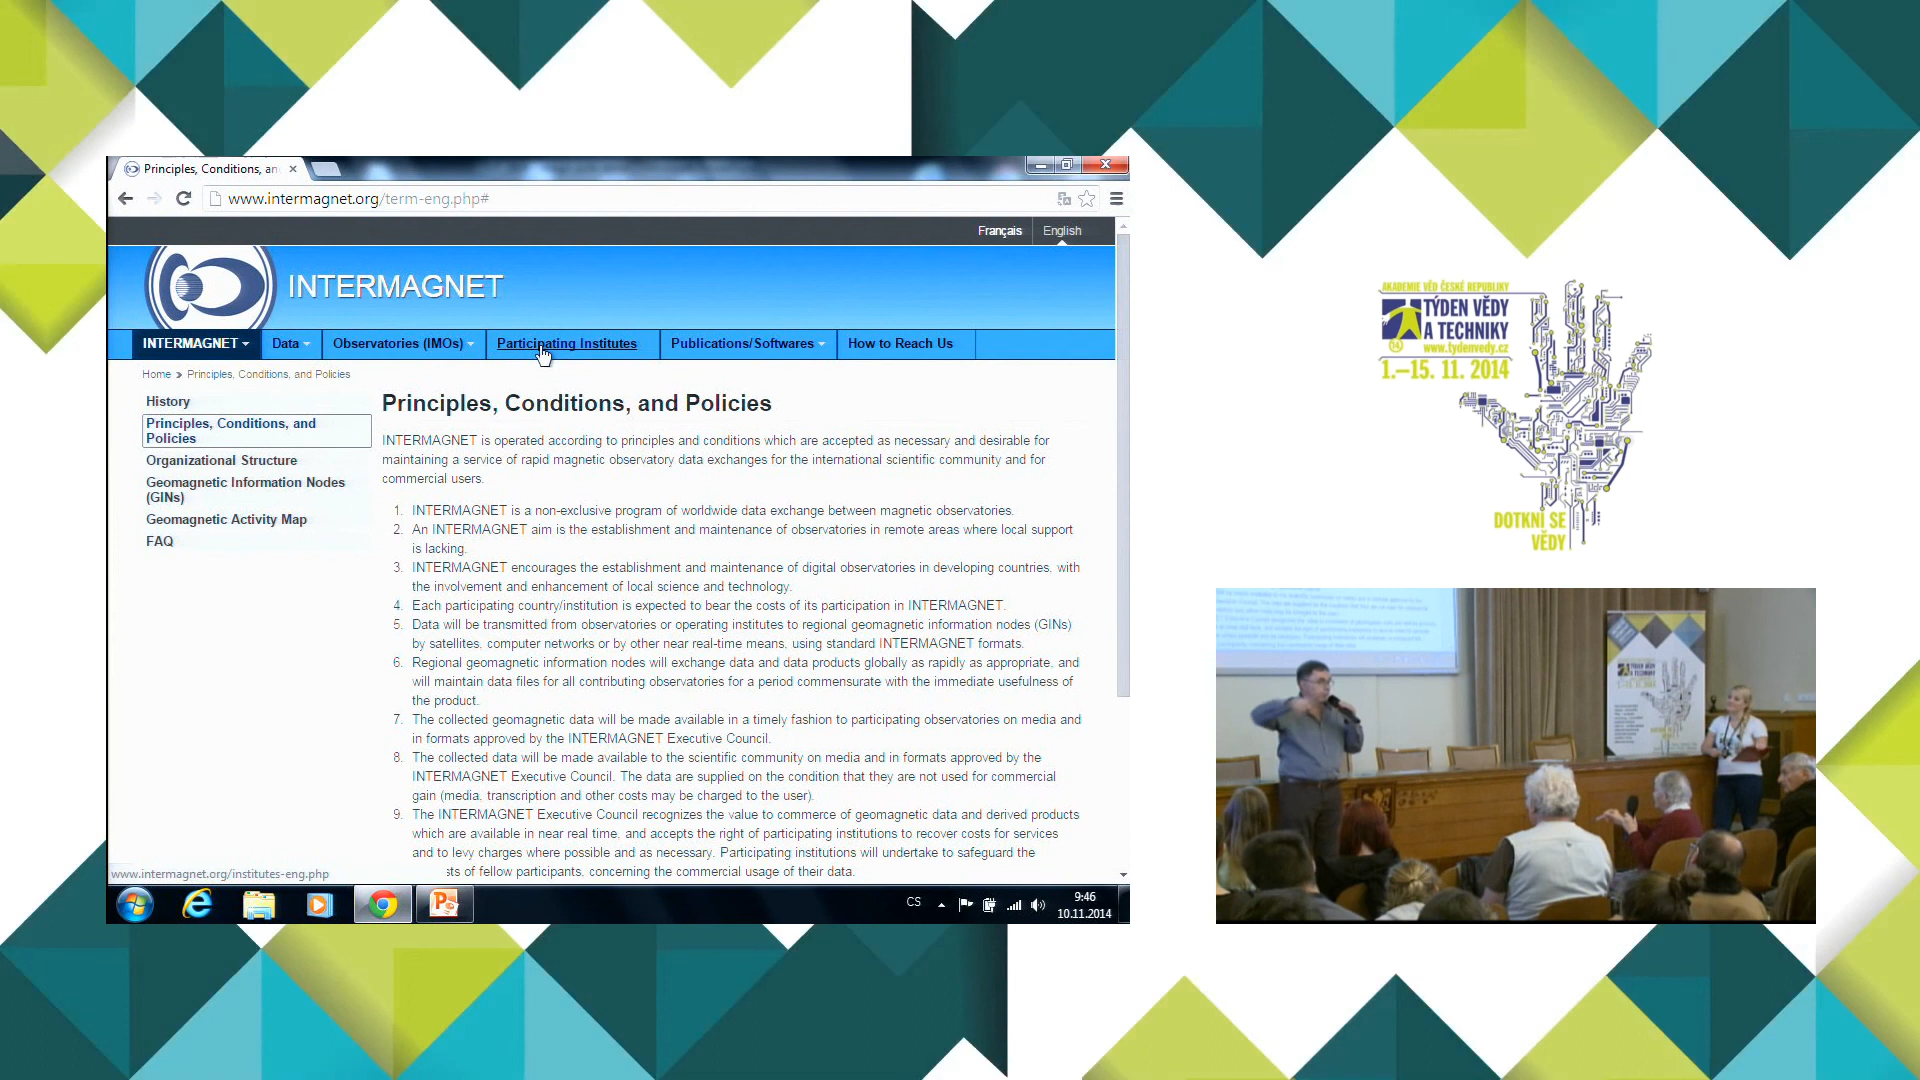 Principles, Conditions, an
www.intermagnet.org/term-eng.php#
Français English
INTERMAGNET
INTERMAGNET Data Observatories (IMOs) Participating Institutes Publications/Softwares How to Reach Us
Home » Principles, Conditions, and Policies
History
Principles, Conditions, and
Policies
Organizational Structure
Geomagnetic Information Nodes
(GINs)
Geomagnetic Activity Map
FAQ
Principles, Conditions, and Policies
INTERMAGNET is operated according to principles and conditions which are accepted as necessary and desirable for
maintaining a service of rapid magnetic observatory data exchanges for the international scientific community and for
commercial users.
1. INTERMAGNET is a non-exclusive program of worldwide data exchange between magnetic observatories.
2. An INTERMAGNET aim is the establishment and maintenance of observatories in remote areas where local support
is lacking.
3. INTERMAGNET encourages the establishment and maintenance of digital observatories in developing countries, with
the involvement and enhancement of local science and technology.
4. Each participating country/institution is expected to bear the costs of its participation in INTERMAGNET.
5. Data will be transmitted from observatories or operating institutes to regional geomagnetic information nodes (GINs)
by satellites, computer networks or by other near real-time means, using standard INTERMAGNET formats.
6. Regional geomagnetic information nodes will exchange data and data products globally as rapidly as appropriate, and
will maintain data files for all contributing observatories for a period commensurate with the immediate usefulness of
the product.
7. The collected geomagnetic data will be made available in a timely fashion to participating observatories on media and
in formats approved by the INTERMAGNET Executive Council.
8. The collected data will be made available to the scientific community on media and in formats approved by the
INTERMAGNET Executive Council. The data are supplied on the condition that they are not used for commercial
gain (media, transcription and other costs may be charged to the user).
9. The INTERMAGNET Executive Council recognizes the value to commerce of geomagnetic data and derived products
which are available in near real time, and accepts the right of participating institutions to recover costs for services
and to levy charges where possible and as necessary. Participating institutions will undertake to safeguard the
sts of fellow participants, concerning the commercial usage of their data.
www.intermagnet.org/institutes-eng.php
CS
9:46
10.11.2014
AKADEMIE VĚD ČESKÉ REPUBLIKY
TÝDEN VĚDY
A TECHNIKY
www.tydenvedy.cz
1.–15. 11. 2014
DOTKNI SE
VĚDY
TÝDEN VĚDY
A TECHNIKY